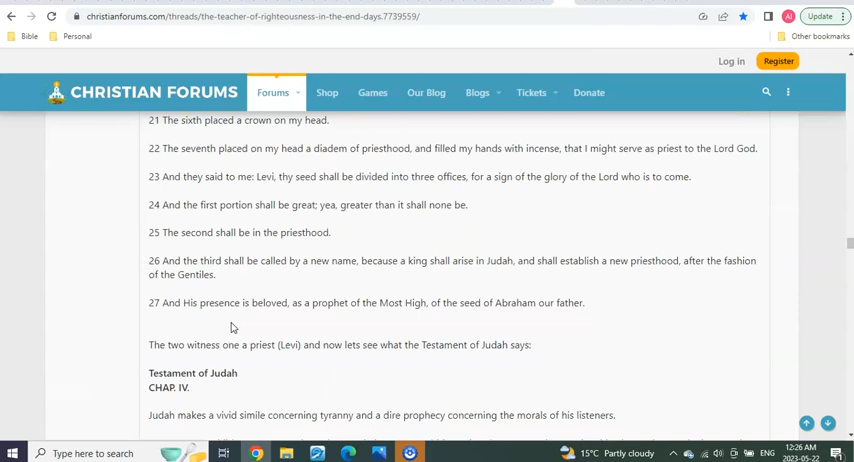 christianforums.com/threads/the-teacher-of-righteousness-in-the-end-days.7739559/
AI
Update
Bible
Personal
Other bookmarks
Log in
Register
CHRISTIAN FORUMS
Forums
Shop
Games
Our Blog
Blogs
Tickets
Donate
21 The sixth placed a crown on my head.
22 The seventh placed on my head a diadem of priesthood, and filled my hands with incense, that I might serve as priest to the Lord God.
23 And they said to me: Levi, thy seed shall be divided into three offices, for a sign of the glory of the Lord who is to come.
24 And the first portion shall be great; yea, greater than it shall none be.
25 The second shall be in the priesthood.
26 And the third shall be called by a new name, because a king shall arise in Judah, and shall establish a new priesthood, after the fashion
of the Gentiles.
27 And His presence is beloved, as a prophet of the Most High, of the seed of Abraham our father.
The two witness one a priest (Levi) and now lets see what the Testament of Judah says:
Testament of Judah
CHAP. IV.
Judah makes a vivid simile concerning tyranny and a dire prophecy concerning the morals of his listeners.
Type here to search
15°C Partly cloudy
ENG
12:26 AM
2023-05-22